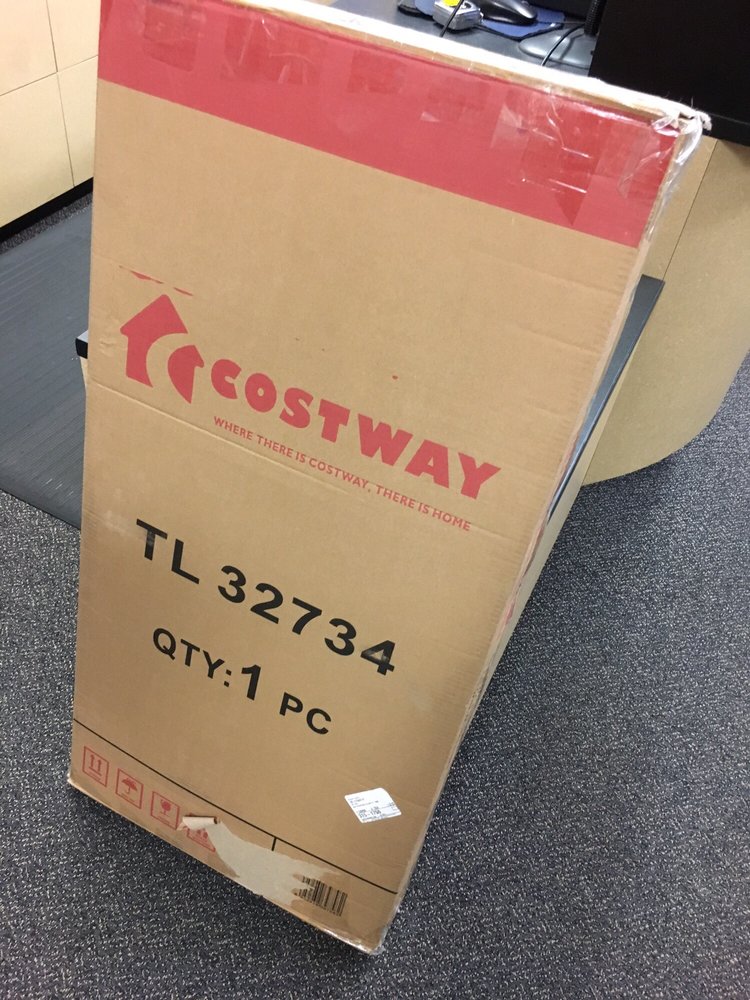 COSTWAY
WHERE THERE IS COSTWAY, THERE IS HOME
TL 32734
QTY: 1 PC